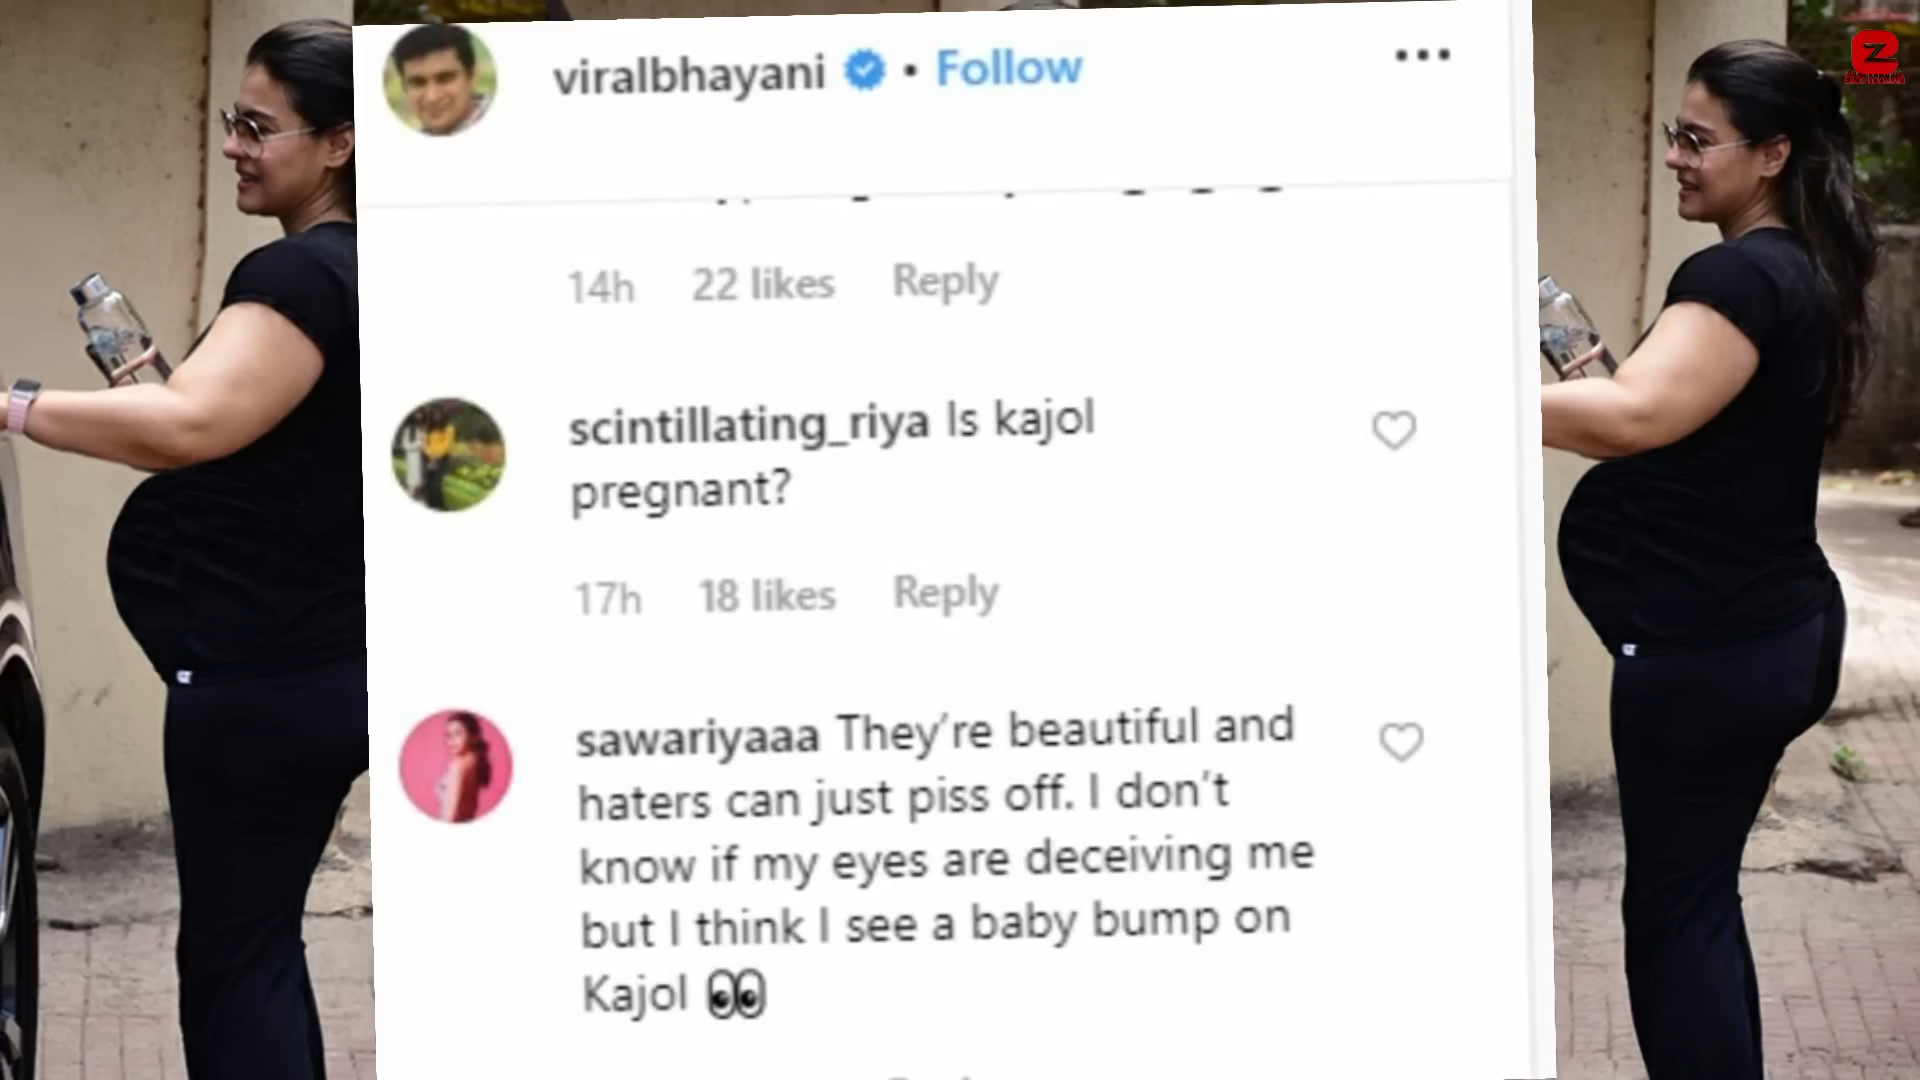 viralbhayani • Follow
14h 22 likes Reply
scintillating_riya Is kajol
pregnant?
17h 18 likes Reply
sawariyaaa They're beautiful and
haters can just piss off. I don't
know if my eyes are deceiving me
but I think I see a baby bump on
Kajol 👀